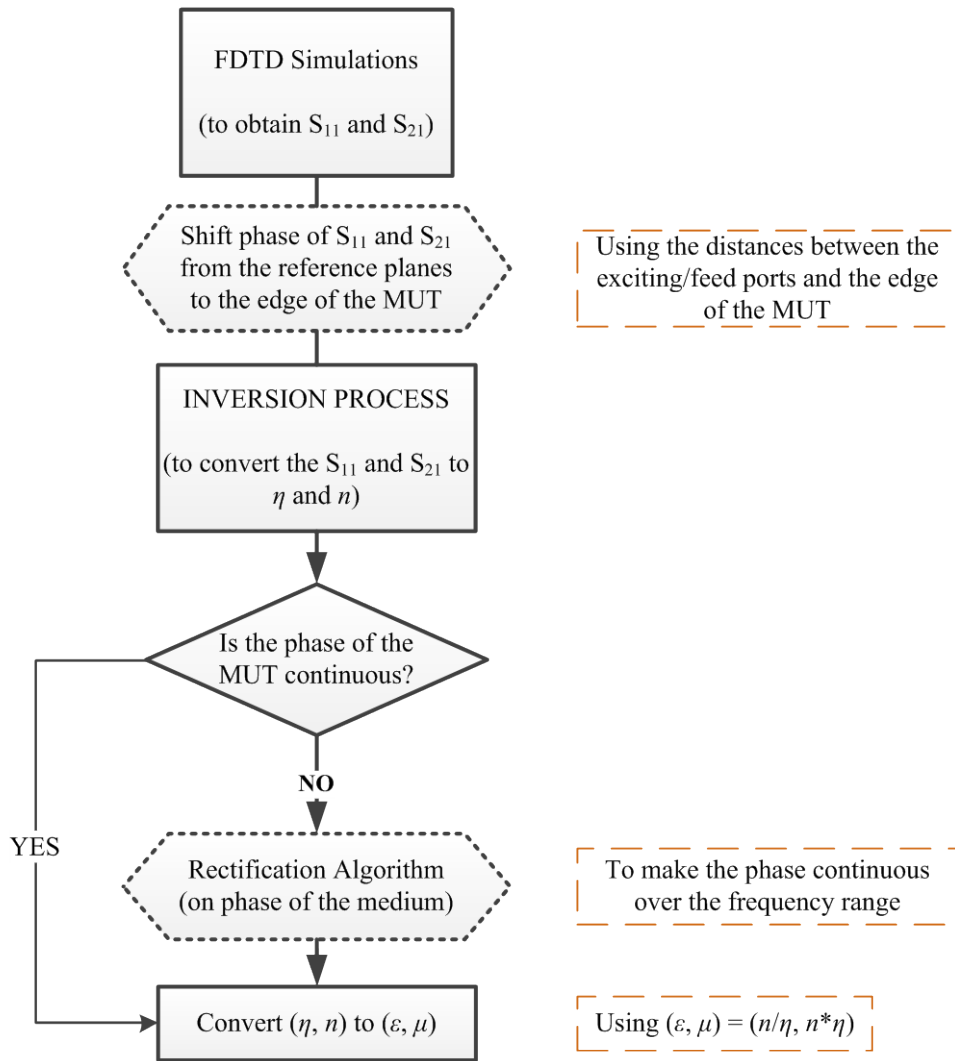 FDTD Simulations
(to obtain S₁₁ and S₂₁)
Shift phase of S₁₁ and S₂₁
from the reference planes
to the edge of the MUT
Using the distances between the
exciting/feed ports and the edge
of the MUT
INVERSION PROCESS
(to convert the S₁₁ and S₂₁ to
η and n)
Is the phase of the
MUT continuous?
NO
YES
Rectification Algorithm
(on phase of the medium)
To make the phase continuous
over the frequency range
Convert (η, n) to (ε, μ)
Using (ε, μ) = (n/η, n*η)